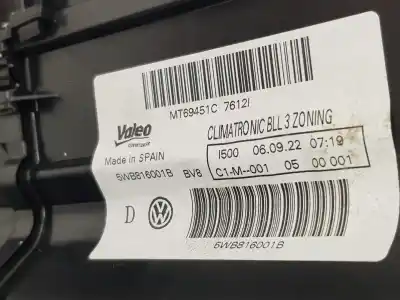 MT69451C 7612I
Valeo
CLIMATRONIC BLL 3 ZONING
Made in SPAIN
I500 06.09.22 07:19
5WB816001B BV8
C1-M--001 05 00 001
D
5WB816001B